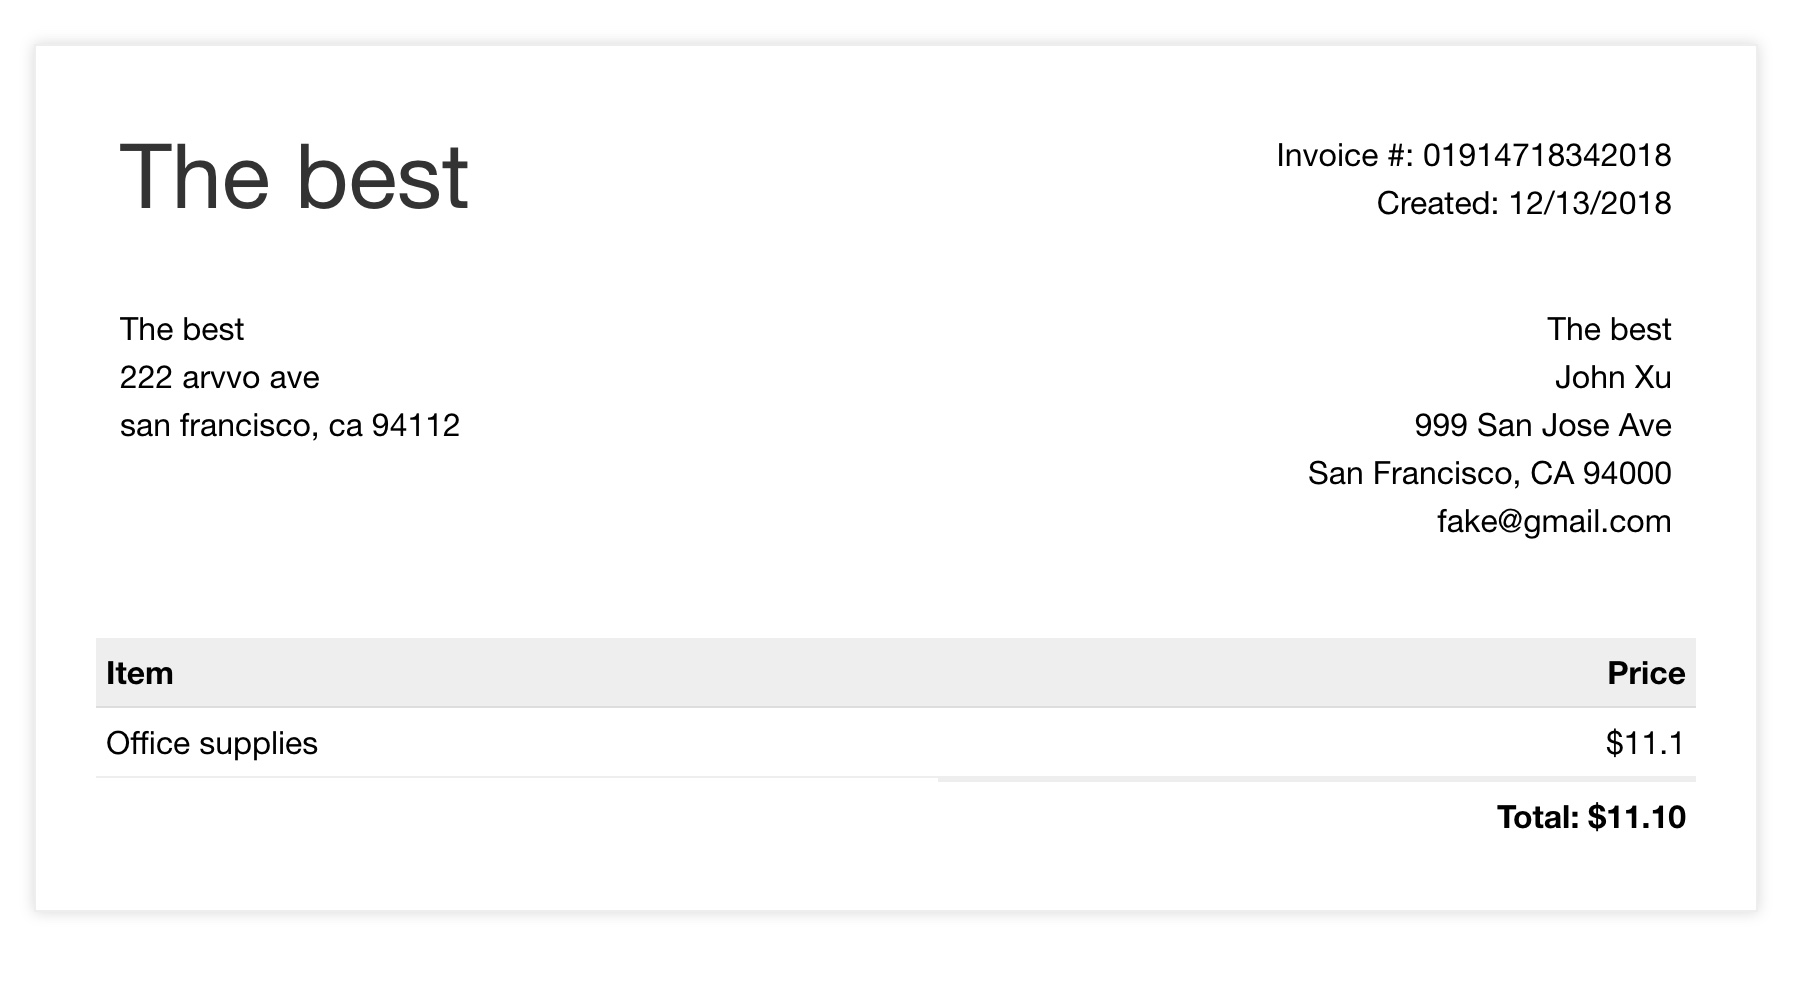 The best
Invoice #: 01914718342018
Created: 12/13/2018
The best
222 arvvo ave
san francisco, ca 94112
The best
John Xu
999 San Jose Ave
San Francisco, CA 94000
fake@gmail.com
Item Price
Office supplies $11.1
Total: $11.10